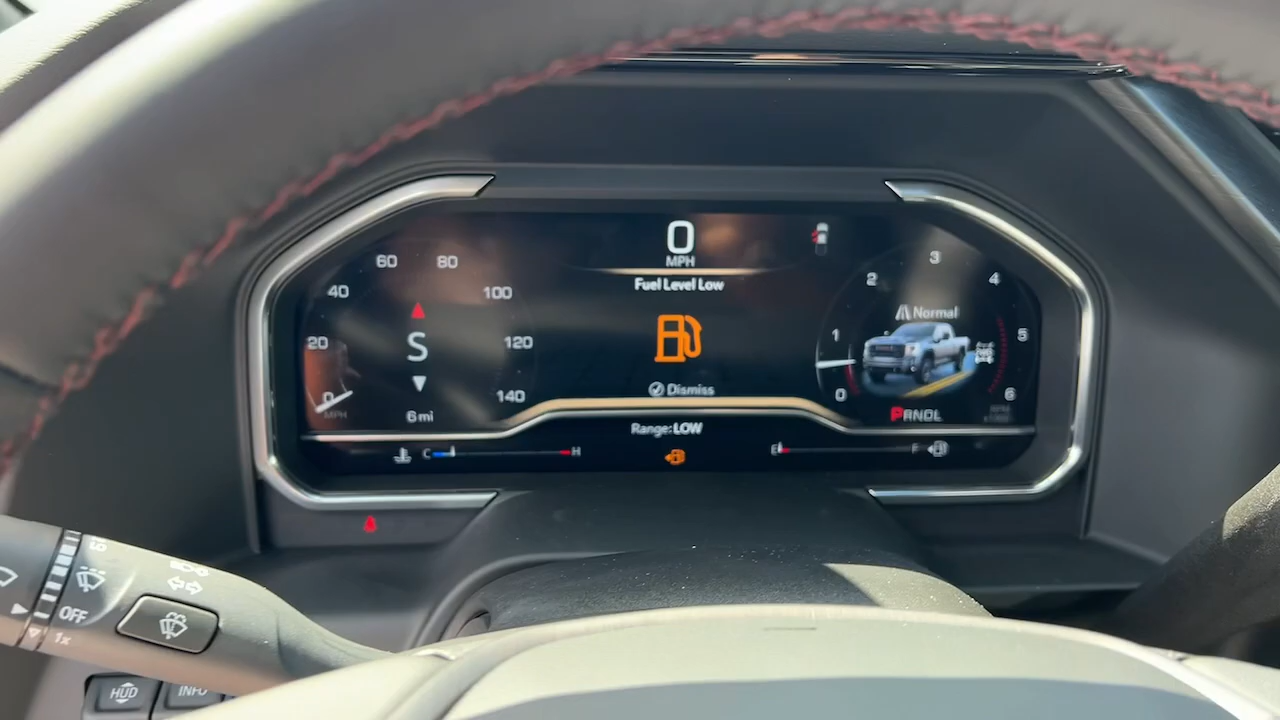 0
MPH
Fuel Level Low
Dismiss
Range: LOW
0
20
40
60
80
100
120
140
MPH
S
6 mi
C
H
0
1
2
3
4
5
6
Normal
PRNDL
E
F
OFF
1x
HUD
INFO